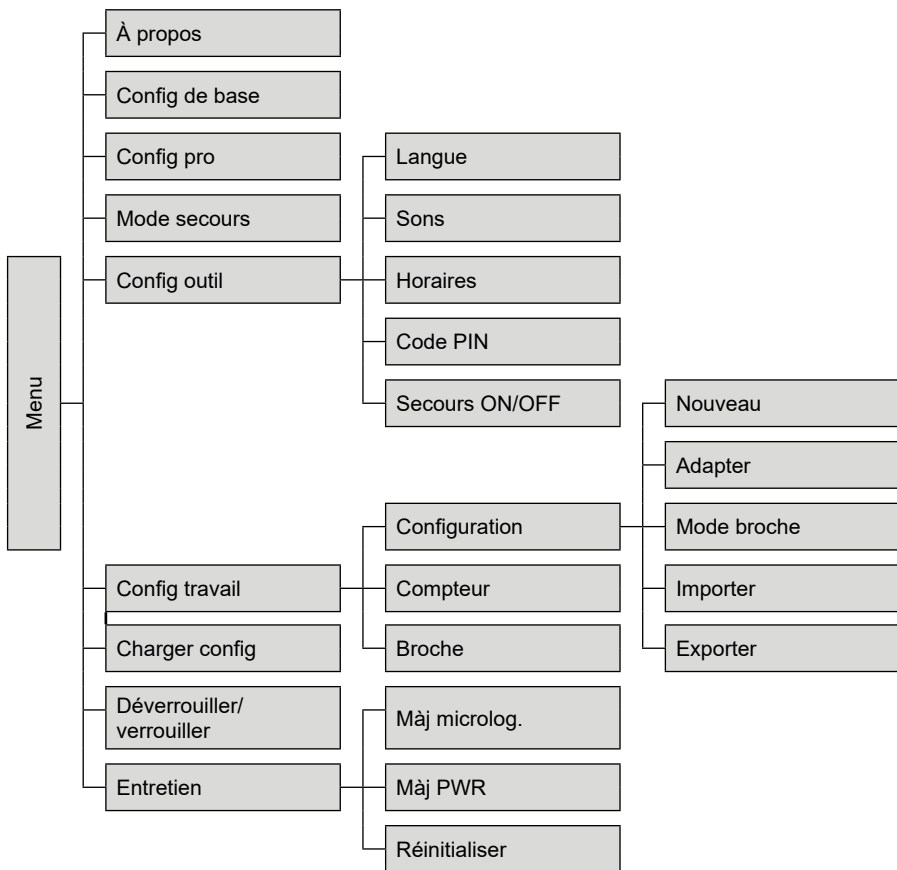 Menu
À propos
Config de base
Config pro
Mode secours
Config outil
Langue
Sons
Horaires
Code PIN
Secours ON/OFF
Config travail
Configuration
Nouveau
Adapter
Mode broche
Importer
Exporter
Compteur
Broche
Charger config
Déverrouiller/
verrouiller
Entretien
Màj microlog.
Màj PWR
Réinitialiser